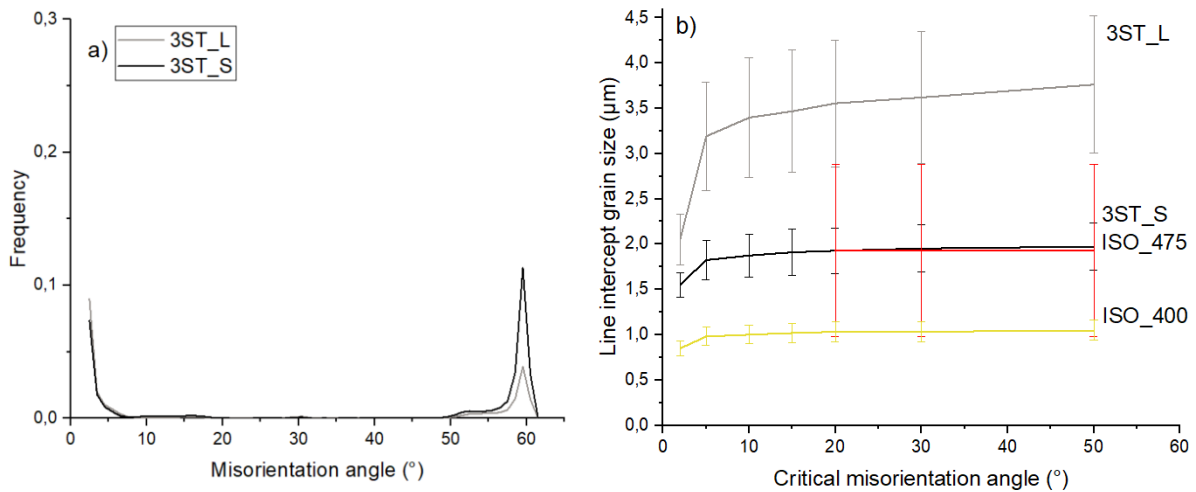 a)
3ST_L
3ST_S
0,3
0,2
0,1
0,0
Frequency
0 10 20 30 40 50 60
Misorientation angle (°)
b)
4,5
4,0
3,5
3,0
2,5
2,0
1,5
1,0
0,5
0,0
Line intercept grain size (µm)
3ST_L
3ST_S
ISO_475
ISO_400
0 10 20 30 40 50 60
Critical misorientation angle (°)